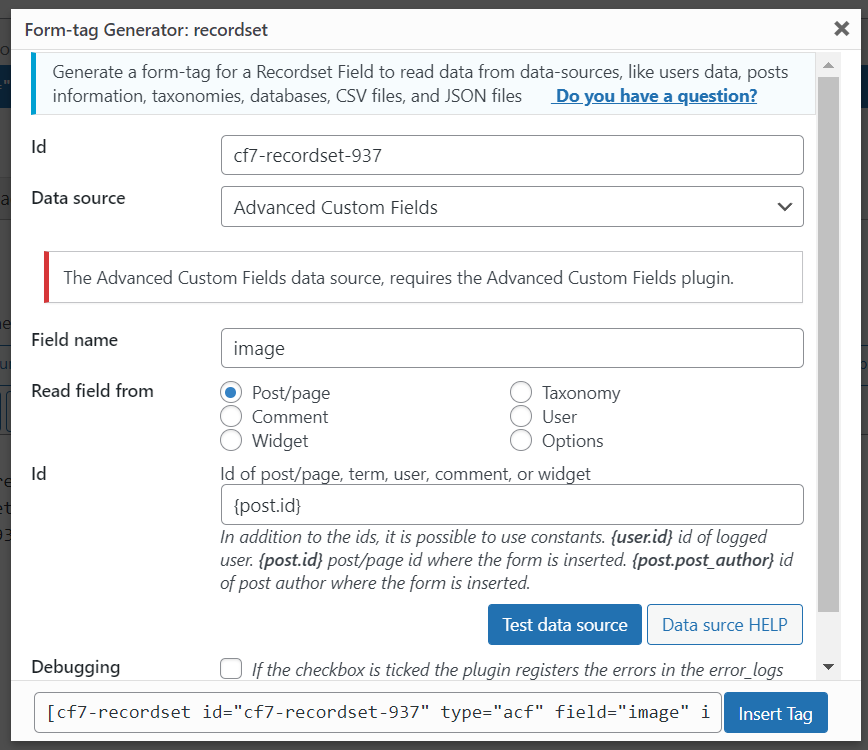 Form-tag Generator: recordset
Generate a form-tag for a Recordset Field to read data from data-sources, like users data, posts
information, taxonomies, databases, CSV files, and JSON files Do you have a question?
Id
cf7-recordset-937
Data source
Advanced Custom Fields
The Advanced Custom Fields data source, requires the Advanced Custom Fields plugin.
Field name
image
Read field from
Post/page
Taxonomy
Comment
User
Widget
Options
Id
Id of post/page, term, user, comment, or widget
{post.id}
In addition to the ids, it is possible to use constants. {user.id} id of logged
user. {post.id} post/page id where the form is inserted. {post.post_author} id
of post author where the form is inserted.
Test data source
Data surce HELP
Debugging
If the checkbox is ticked the plugin registers the errors in the error_logs
[cf7-recordset id="cf7-recordset-937" type="acf" field="image" i
Insert Tag